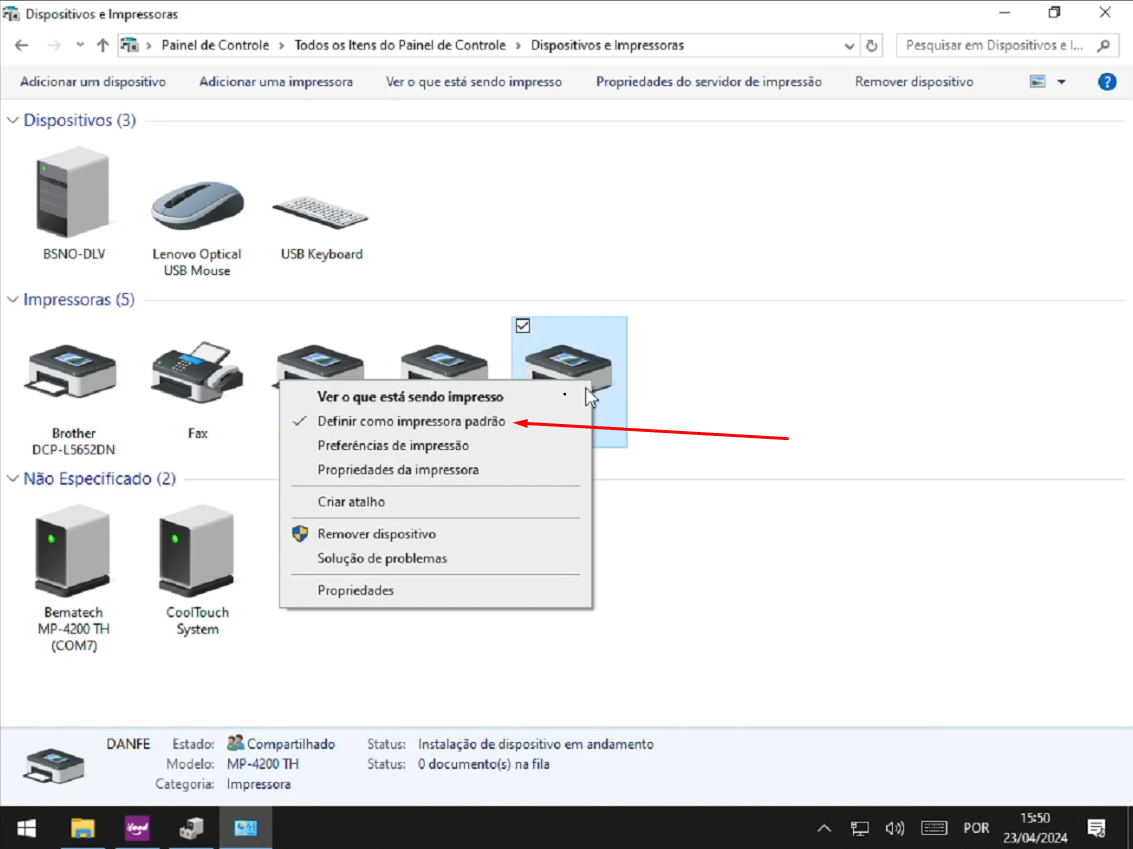 Dispositivos e Impressoras
Painel de Controle > Todos os Itens do Painel de Controle > Dispositivos e Impressoras
Pesquisar em Dispositivos e I...
Adicionar um dispositivo Adicionar uma impressora Ver o que está sendo impresso Propriedades do servidor de impressão Remover dispositivo
Dispositivos (3)
BSNO-DLV
Lenovo Optical
USB Mouse
USB Keyboard
Impressoras (5)
Brother
DCP-L5652DN
Fax
Ver o que está sendo impresso
Definir como impressora padrão
Preferências de impressão
Propriedades da impressora
Criar atalho
Remover dispositivo
Solução de problemas
Propriedades
Não Especificado (2)
Bematech
MP-4200 TH
(COM7)
CoolTouch
System
DANFE Estado: Compartilhado Status: Instalação de dispositivo em andamento
Modelo: MP-4200 TH Status: 0 documento(s) na fila
Categoria: Impressora
ifood
POR
15:50
23/04/2024